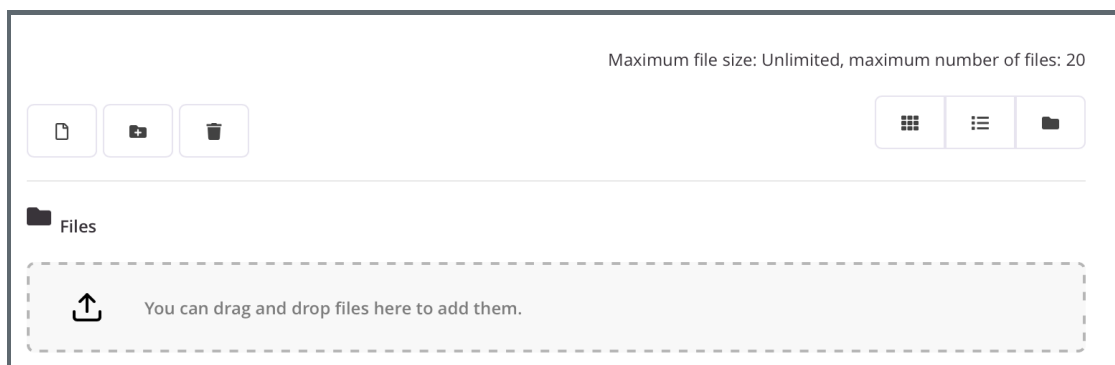 Maximum file size: Unlimited, maximum number of files: 20
Files
You can drag and drop files here to add them.